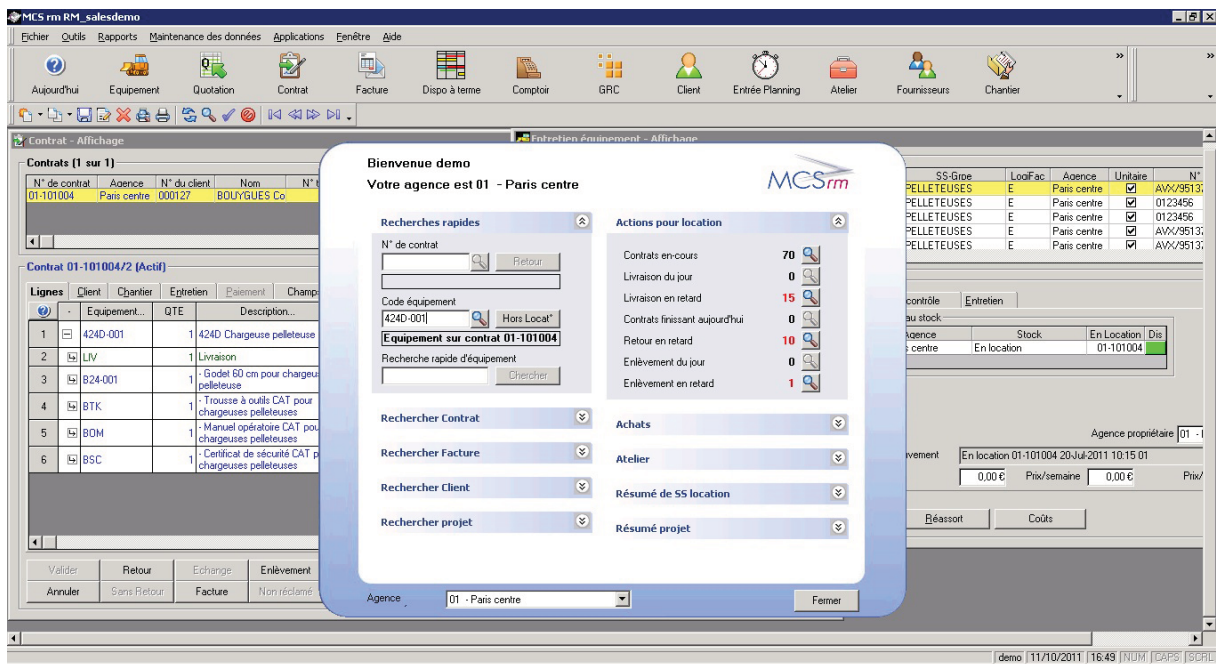 MCS rm RM_salesdemo
Fichier Outils Rapports Maintenance des données Applications Fenêtre Aide
Aujourd'hui Equipement Quotation Contrat Facture Dispo à terme Comptoir GRC Client Entrée Planning Atelier Fournisseurs Chantier
Contrat - Affichage
Entretien équipement - Affichage
Contrats (1 sur 1)
N° de contrat Agence N° du client Nom
01-101004 Paris centre 000127 BOUYGUES Co
Contrat 01-101004/2 (Actif)
Lignes Client Chantier Entretien Paiement Champs
- Equipement... QTE Description...
1 424D-001 1 424D Chargeuse pelleteuse
2 LIV 1 Livraison
3 B24-001 1 - Godet 60 cm pour chargeus
pelleteuse
4 BTK 1 - Trousse à outils CAT pour
chargeuses pelleteuses
5 BOM 1 - Manuel opératoire CAT pou
chargeuses pelleteuses
6 BSC 1 - Certificat de sécurité CAT p
chargeuses pelleteuses
Valider Retour Echange Enlèvement
Annuler Sans Retour Facture Non réclamé
Bienvenue demo
Votre agence est 01 - Paris centre
MCSrm
Recherches rapides
N° de contrat
Retour
Code équipement
424D-001 Hors Locat°
Equipement sur contrat 01-101004
Recherche rapide d'équipement
Chercher
Rechercher Contrat
Rechercher Facture
Rechercher Client
Rechercher projet
Actions pour location
Contrats en-cours 70
Livraison du jour 0
Livraison en retard 15
Contrats finissant aujourd'hui 0
Retour en retard 10
Enlèvement du jour 0
Enlèvement en retard 1
Achats
Atelier
Résumé de SS location
Résumé projet
Agence 01 - Paris centre Fermer
SS-Grpe LogiFac Agence Unitaire N°
PELLETEUSES E Paris centre AVX/9513
PELLETEUSES E Paris centre 0123456
PELLETEUSES E Paris centre 0123456
PELLETEUSES E Paris centre AVX/9513
contrôle Entretien
au stock
Agence Stock En Location Dis
centre En location 01-101004
Agence propriétaire 01 -
vement En location 01-101004 20-Jul-2011 10:15 01
0,00 € Prix/semaine 0,00 € Prix/
Réassort Coûts
demo 11/10/2011 16:49 NUM CAPS SCRL